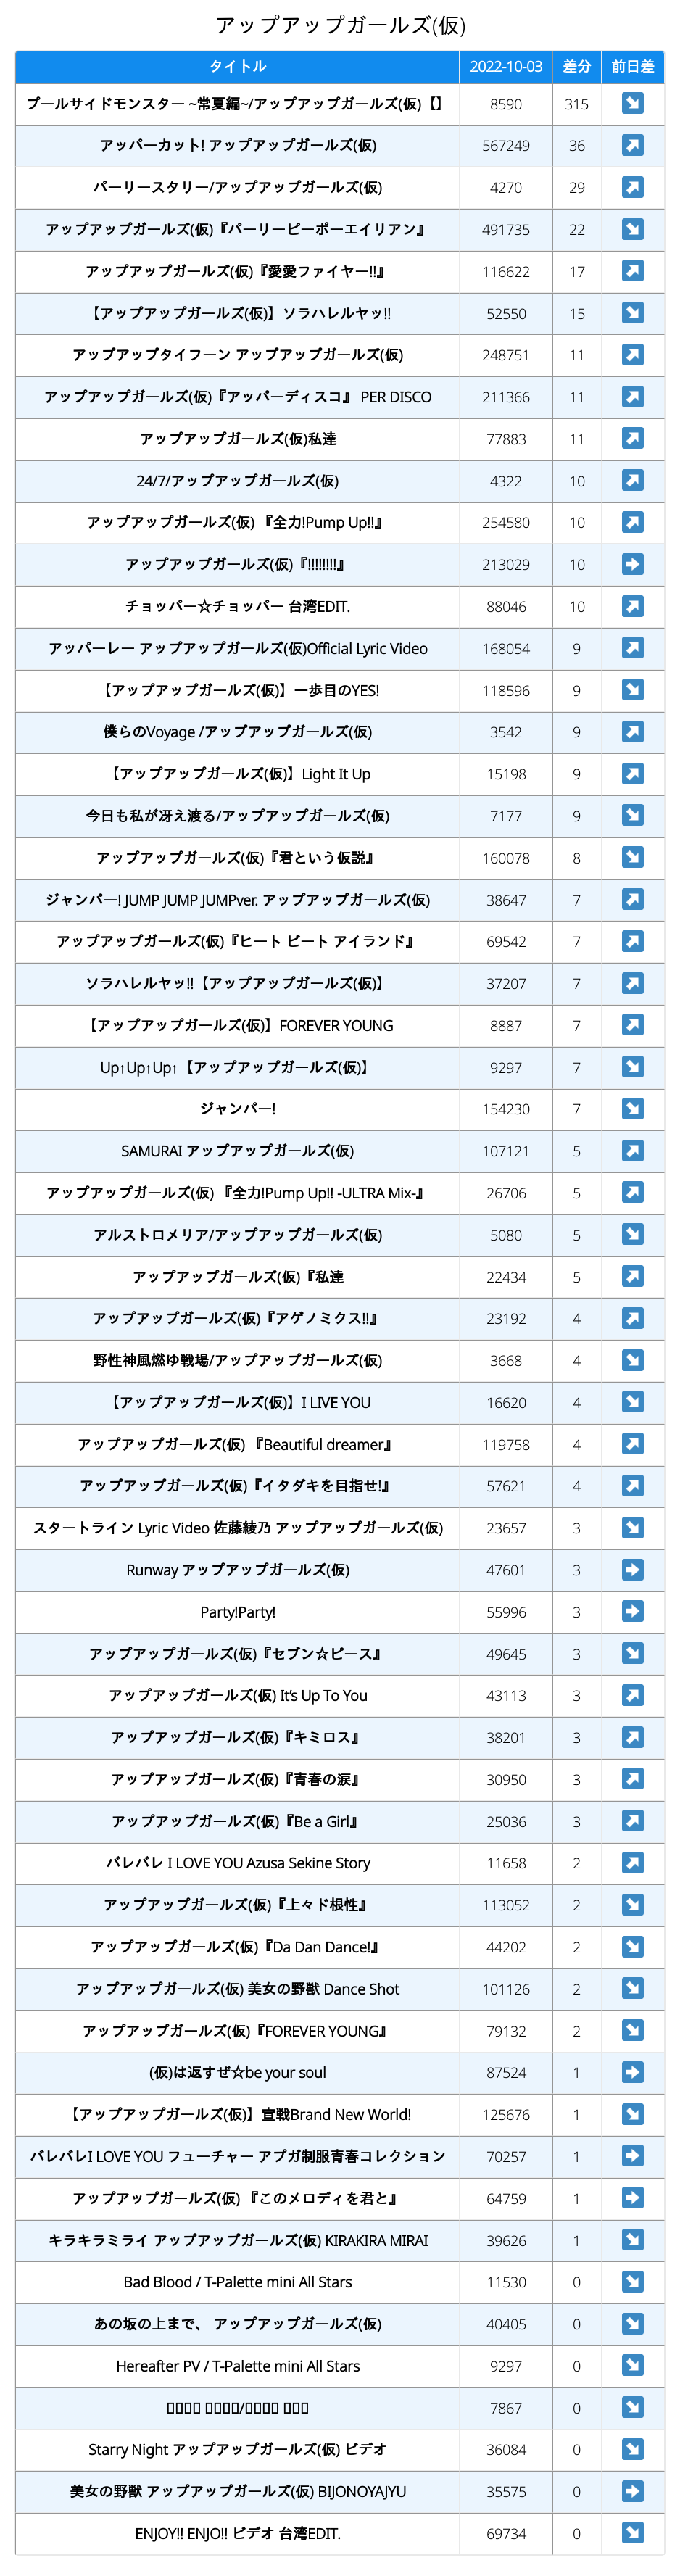 アップアップガールズ(仮)
タイトル 2022-10-03 差分 前日差
プールサイドモンスター ~常夏編~/アップアップガールズ(仮)【】 8590 315 ↘
アッパーカット! アップアップガールズ(仮) 567249 36 ↗
パーリースタリー/アップアップガールズ(仮) 4270 29 ↗
アップアップガールズ(仮)『パーリーピーポーエイリアン』 491735 22 ↘
アップアップガールズ(仮)『愛愛ファイヤー!!』 116622 17 ↗
【アップアップガールズ(仮)】ソラハレルヤッ!! 52550 15 ↘
アップアップタイフーン アップアップガールズ(仮) 248751 11 ↗
アップアップガールズ(仮)『アッパーディスコ』 PER DISCO 211366 11 ↗
アップアップガールズ(仮)私達 77883 11 ↗
24/7/アップアップガールズ(仮) 4322 10 ↗
アップアップガールズ(仮) 『全力!Pump Up!!』 254580 10 ↗
アップアップガールズ(仮)『!!!!!!!!』 213029 10 ➡
チョッパー☆チョッパー 台湾EDIT. 88046 10 ↗
アッパーレー アップアップガールズ(仮)Official Lyric Video 168054 9 ↗
【アップアップガールズ(仮)】一歩目のYES! 118596 9 ↘
僕らのVoyage /アップアップガールズ(仮) 3542 9 ↗
【アップアップガールズ(仮)】Light It Up 15198 9 ↗
今日も私が冴え渡る/アップアップガールズ(仮) 7177 9 ↘
アップアップガールズ(仮)『君という仮説』 160078 8 ↘
ジャンパー! JUMP JUMP JUMPver. アップアップガールズ(仮) 38647 7 ↗
アップアップガールズ(仮)『ヒート ビート アイランド』 69542 7 ↗
ソラハレルヤッ!!【アップアップガールズ(仮)】 37207 7 ↗
【アップアップガールズ(仮)】FOREVER YOUNG 8887 7 ↗
Up↑Up↑Up↑【アップアップガールズ(仮)】 9297 7 ↘
ジャンパー! 154230 7 ↘
SAMURAI アップアップガールズ(仮) 107121 5 ↗
アップアップガールズ(仮) 『全力!Pump Up!! -ULTRA Mix-』 26706 5 ↗
アルストロメリア/アップアップガールズ(仮) 5080 5 ↘
アップアップガールズ(仮)『私達 22434 5 ↗
アップアップガールズ(仮)『アゲノミクス!!』 23192 4 ↗
野性神風燃ゆ戦場/アップアップガールズ(仮) 3668 4 ↘
【アップアップガールズ(仮)】I LIVE YOU 16620 4 ↘
アップアップガールズ(仮) 『Beautiful dreamer』 119758 4 ↗
アップアップガールズ(仮)『イタダキを目指せ!』 57621 4 ↗
スタートライン Lyric Video 佐藤綾乃 アップアップガールズ(仮) 23657 3 ↘
Runway アップアップガールズ(仮) 47601 3 ➡
Party!Party! 55996 3 ➡
アップアップガールズ(仮)『セブン☆ピース』 49645 3 ↘
アップアップガールズ(仮) It’s Up To You 43113 3 ↗
アップアップガールズ(仮)『キミロス』 38201 3 ↗
アップアップガールズ(仮)『青春の涙』 30950 3 ↗
アップアップガールズ(仮)『Be a Girl』 25036 3 ↗
バレバレ I LOVE YOU Azusa Sekine Story 11658 2 ↗
アップアップガールズ(仮)『上々ド根性』 113052 2 ↘
アップアップガールズ(仮)『Da Dan Dance!』 44202 2 ↘
アップアップガールズ(仮) 美女の野獣 Dance Shot 101126 2 ↘
アップアップガールズ(仮)『FOREVER YOUNG』 79132 2 ↘
(仮)は返すぜ☆be your soul 87524 1 ➡
【アップアップガールズ(仮)】宣戦Brand New World! 125676 1 ↘
バレバレI LOVE YOU フューチャー アプガ制服青春コレクション 70257 1 ➡
アップアップガールズ(仮) 『このメロディを君と』 64759 1 ➡
キラキラミライ アップアップガールズ(仮) KIRAKIRA MIRAI 39626 1 ↘
Bad Blood / T-Palette mini All Stars 11530 0 ↘
あの坂の上まで、 アップアップガールズ(仮) 40405 0 ↘
Hereafter PV / T-Palette mini All Stars 9297 0 ↘
▯▯▯▯ ▯▯▯▯/▯▯▯▯ ▯▯▯ 7867 0 ↘
Starry Night アップアップガールズ(仮) ビデオ 36084 0 ↘
美女の野獣 アップアップガールズ(仮) BIJONOYAJYU 35575 0 ➡
ENJOY!! ENJO!! ビデオ 台湾EDIT. 69734 0 ↘